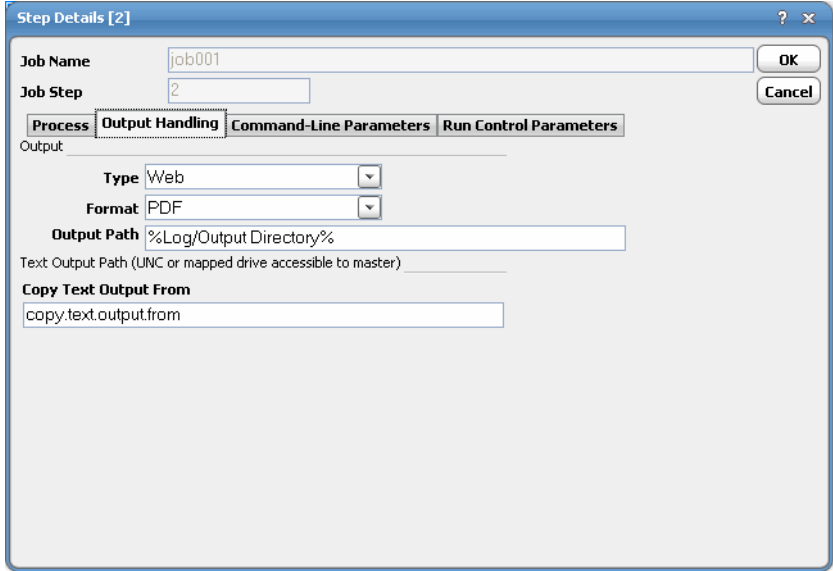 Step Details [2] ? x
Job Name job001 OK
Job Step 2 Cancel
Process Output Handling Command-Line Parameters Run Control Parameters
Output
Type Web
Format PDF
Output Path %Log/Output Directory%
Text Output Path (UNC or mapped drive accessible to master)
Copy Text Output From
copy.text.output.from